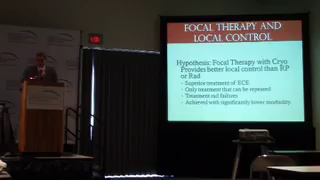 FOCAL THERAPY AND
LOCAL CONTROL
Hypothesis: Focal Therapy with Cryo
Provides better local control than RP
or Rad
- Superior treatment of ECE
- Only treatment that can be repeated
- Treatment rad failures
- Achieved with significantly lower morbidity.